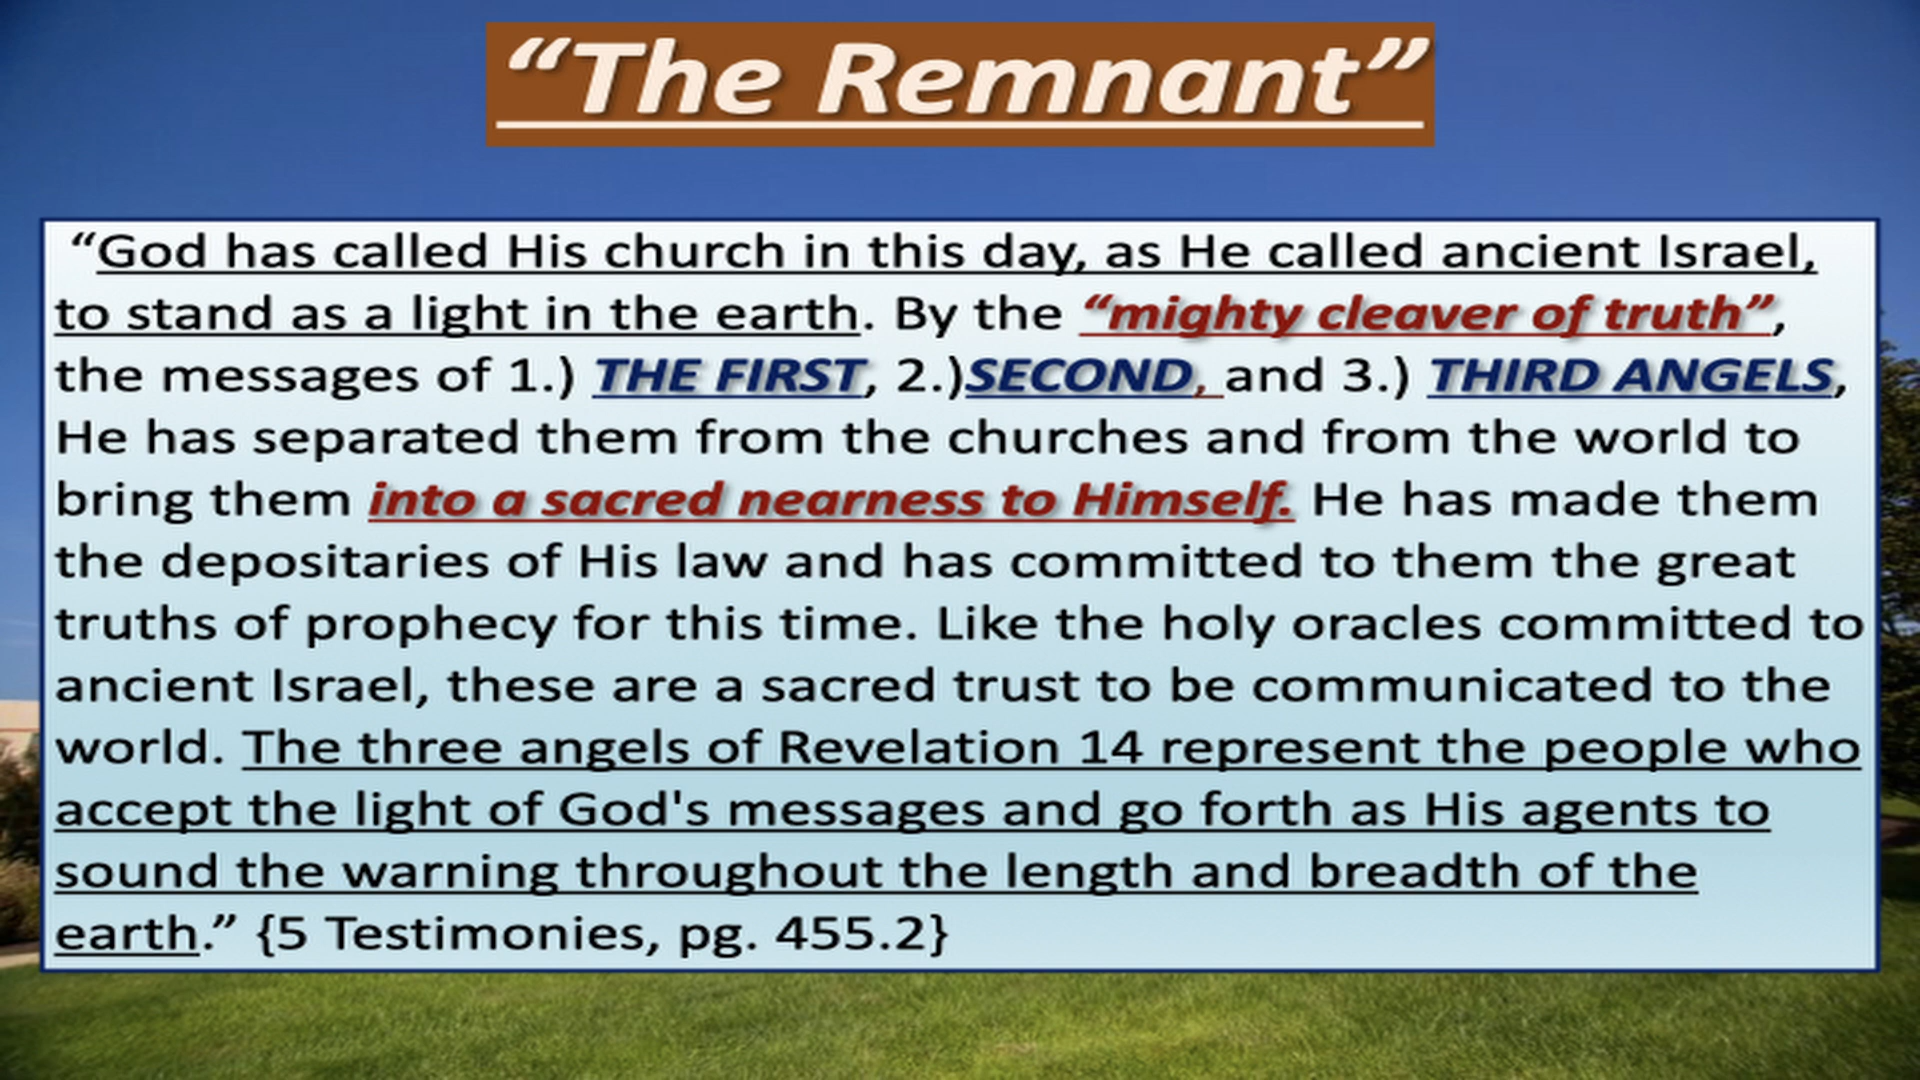 “The Remnant”
“God has called His church in this day, as He called ancient Israel,
to stand as a light in the earth. By the “mighty cleaver of truth”,
the messages of 1.) THE FIRST, 2.)SECOND, and 3.) THIRD ANGELS,
He has separated them from the churches and from the world to
bring them into a sacred nearness to Himself. He has made them
the depositaries of His law and has committed to them the great
truths of prophecy for this time. Like the holy oracles committed to
ancient Israel, these are a sacred trust to be communicated to the
world. The three angels of Revelation 14 represent the people who
accept the light of God's messages and go forth as His agents to
sound the warning throughout the length and breadth of the
earth.” {5 Testimonies, pg. 455.2}